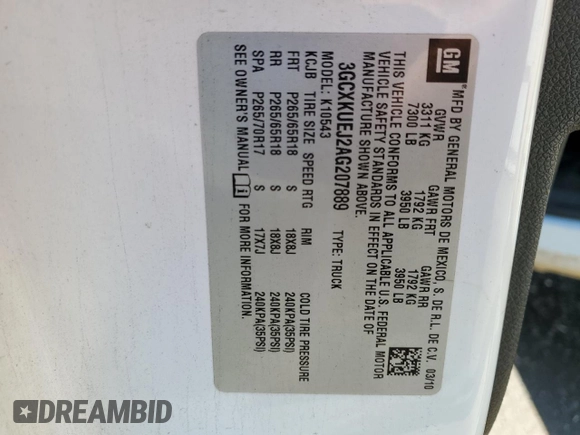 GM
MFD BY GENERAL MOTORS DE MEXICO, S. DE R.L. DE C.V. 03/10
GVWR GAWR FRT GAWR RR
3311 KG 1792 KG 1792 KG
7300 LB 3950 LB 3950 LB
THIS VEHICLE CONFORMS TO ALL APPLICABLE U.S. FEDERAL MOTOR
VEHICLE SAFETY STANDARDS IN EFFECT ON THE DATE OF
MANUFACTURE SHOWN ABOVE.
3GCXKUEJ2AG207889 TYPE: TRUCK
MODEL: K10543
KCJB TIRE SIZE SPEED RTG RIM COLD TIRE PRESSURE
FRT P265/65R18 S 18X8J 240KPA(35PSI)
RR P265/65R18 S 18X8J 240KPA(35PSI)
SPA P265/70R17 S 17X7J 240KPA(35PSI)
SEE OWNER'S MANUAL FOR MORE INFORMATION.
DREAMBID